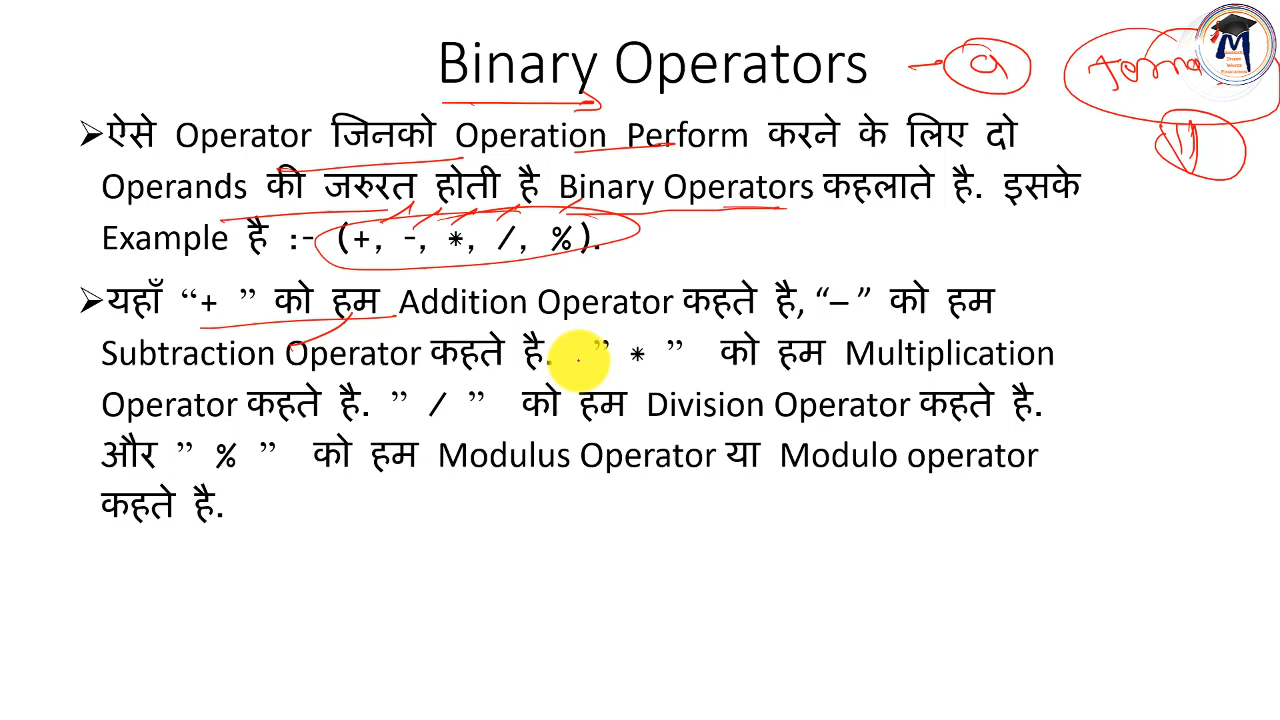 Binary Operators
➢ऐसे Operator जिनको Operation Perform करने के लिए दो
Operands की जरुरत होती है Binary Operators कहलाते है. इसके
Example है :- (+, -, *, /, %).
➢यहाँ “+ ” को हम Addition Operator कहते है, “– ” को हम
Subtraction Operator कहते है. ” * ” को हम Multiplication
Operator कहते है. ” / ” को हम Division Operator कहते है.
और ” % ” को हम Modulus Operator या Modulo operator
कहते है.